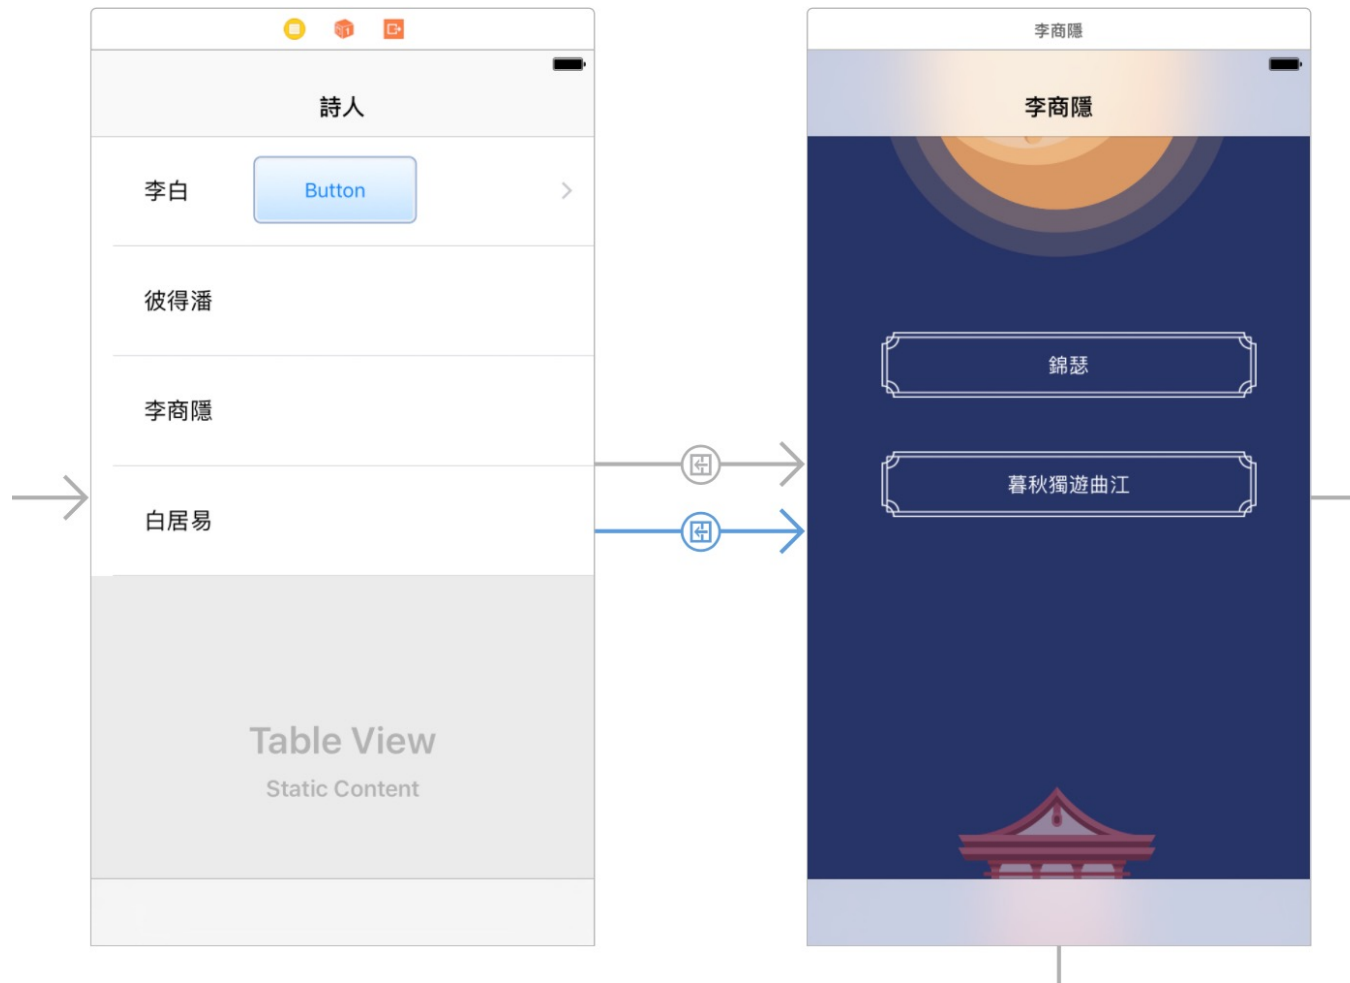 詩人
李白
Button
彼得潘
李商隱
白居易
Table View
Static Content
李商隱
李商隱
錦瑟
暮秋獨遊曲江